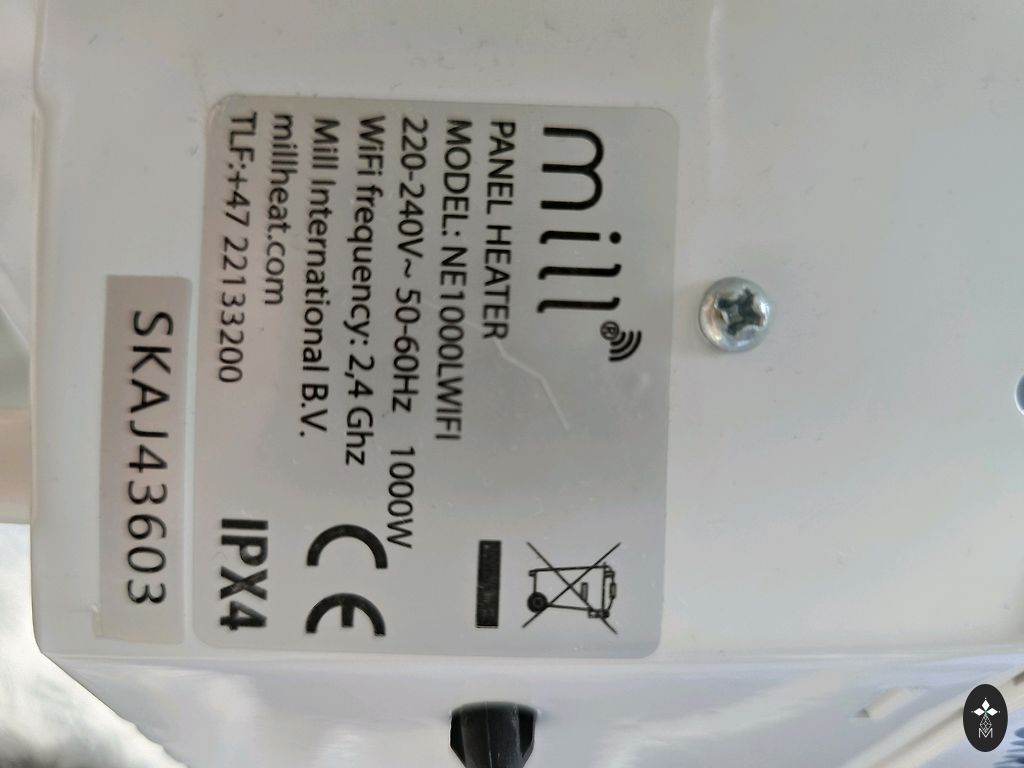 mill®
PANEL HEATER
MODEL: NE1000LWIFI
220-240V~ 50-60Hz 1000W
WiFi frequency: 2,4 Ghz
Mill International B.V.
millheat.com
TLF:+47 22133200
CE
IPX4
SKAJ43603
M